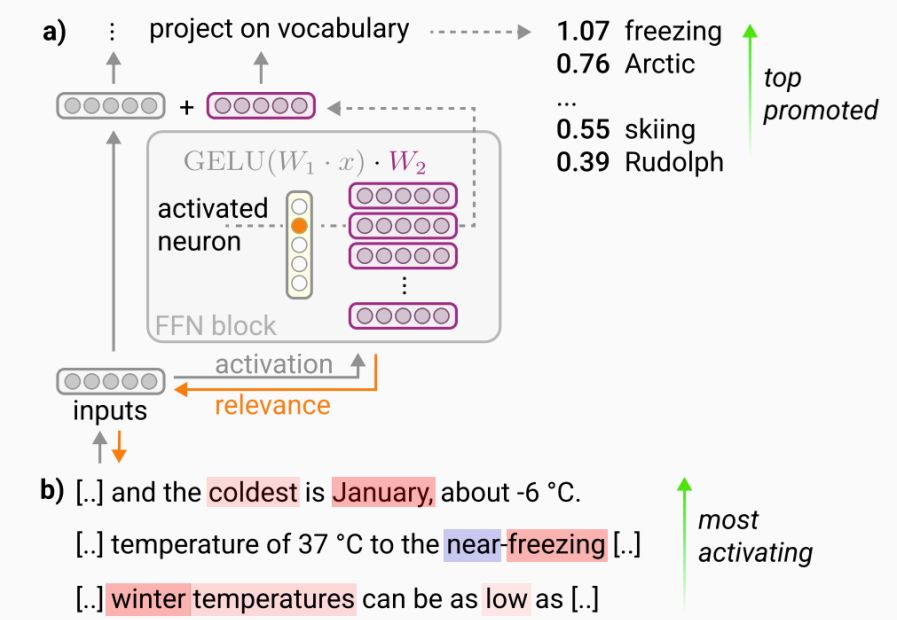 a) ⋮ project on vocabulary
1.07 freezing
0.76 Arctic
...
0.55 skiing
0.39 Rudolph
top
promoted
+
GELU(W₁ · x) · W₂
activated
neuron
⋮
FFN block
activation
relevance
inputs
b) [..] and the coldest is January, about -6 °C.
[..] temperature of 37 °C to the near-freezing [..]
[..] winter temperatures can be as low as [..]
most
activating